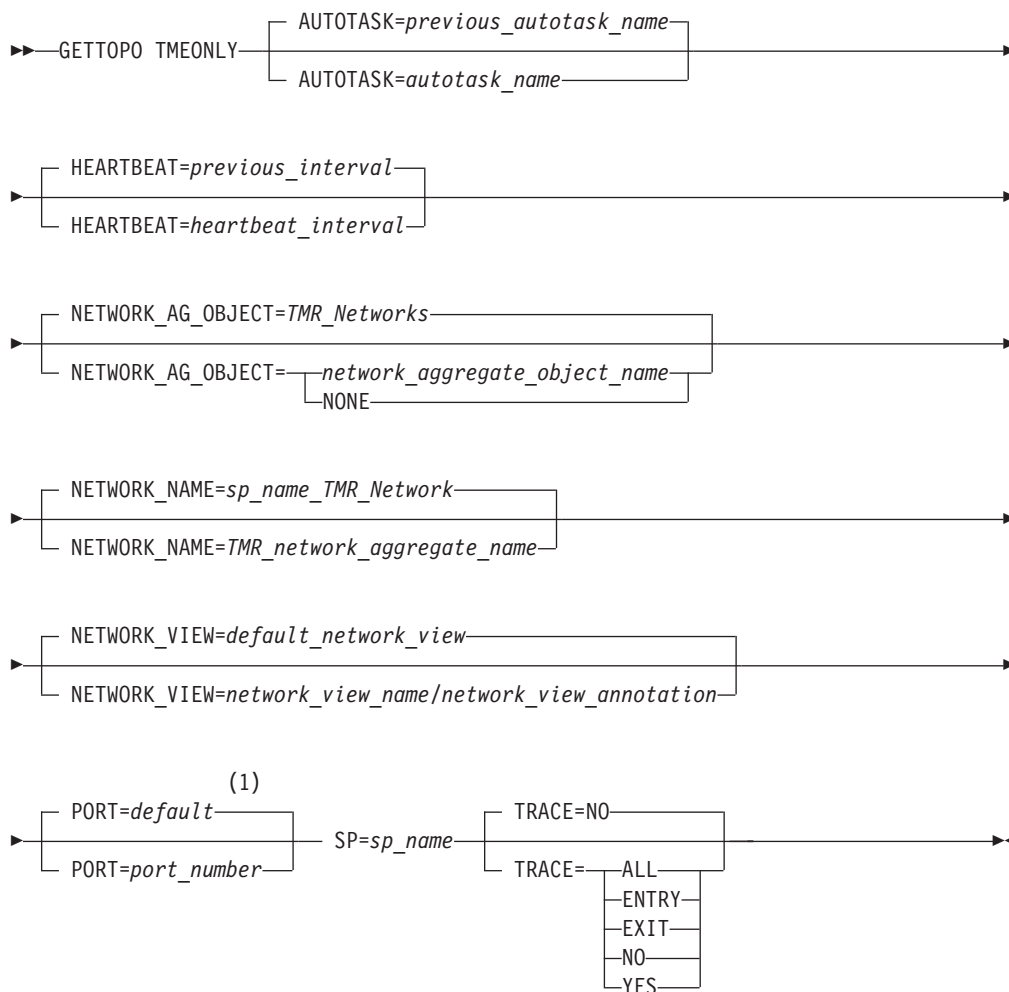 AUTOTASK=previous_autotask_name
GETTOPO TMEONLY
AUTOTASK=autotask_name
HEARTBEAT=previous_interval
HEARTBEAT=heartbeat_interval
NETWORK_AG_OBJECT=TMR_Networks
NETWORK_AG_OBJECT= network_aggregate_object_name
NONE
NETWORK_NAME=sp_name_TMR_Network
NETWORK_NAME=TMR_network_aggregate_name
NETWORK_VIEW=default_network_view
NETWORK_VIEW=network_view_name/network_view_annotation
(1)
PORT=default TRACE=NO
SP=sp_name
PORT=port_number TRACE= ALL
ENTRY
EXIT
NO
YES